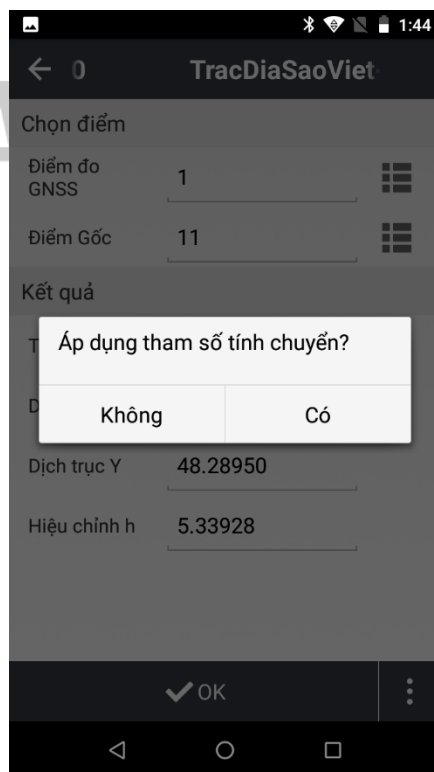 1:44
0 TracDiaSaoViet
Chọn điểm
Điểm đo
GNSS
1
Điểm Gốc 11
Kết quả
Áp dụng tham số tính chuyển?
Không Có
Dịch trục Y 48.28950
Hiệu chỉnh h 5.33928
OK